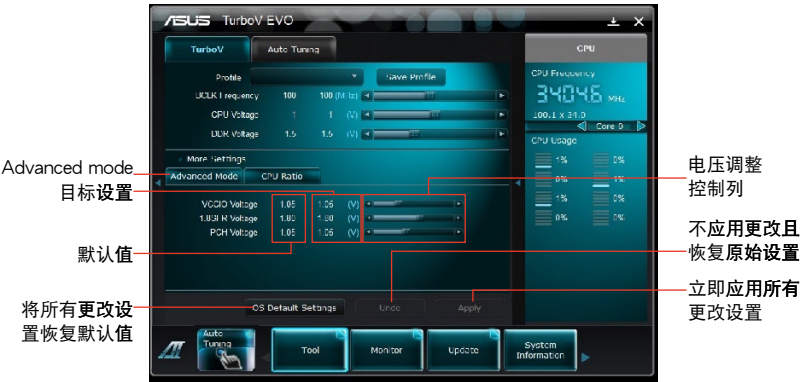 ASUS TurboV EVO
TurboV
Auto Tuning
Profile
Save Profile
BCLK Frequency 100 100 (MHz)
CPU Voltage 1 1 (V)
DDR Voltage 1.5 1.5 (V)
More Settings
Advanced Mode
CPU Ratio
VCCIO Voltage 1.05 1.05 (V)
1.8SFR Voltage 1.80 1.80 (V)
PCH Voltage 1.05 1.05 (V)
OS Default Settings
Undo
Apply
CPU
CPU Frequency
3404.6 MHz
100.1 x 34.0
Core 0
CPU Usage
1% 0%
0% 1%
1% 0%
0% 0%
Auto
Tuning
Tool
Monitor
Update
System
Information
Advanced mode
目标设置
默认值
将所有更改设
置恢复默认值
电压调整
控制列
不应用更改且
恢复原始设置
立即应用所有
更改设置